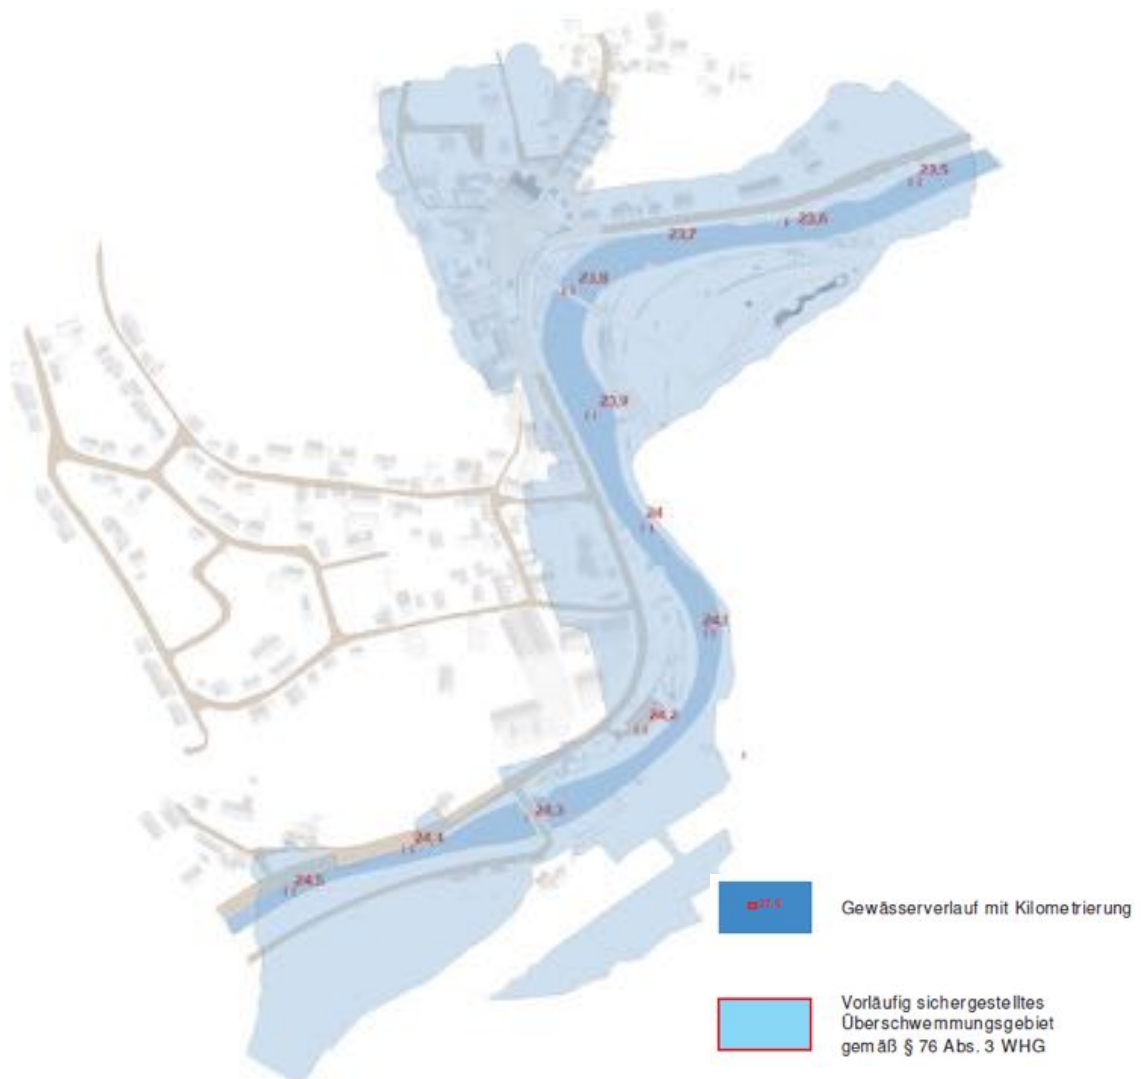 23,5
23,6
23,7
23,8
23,9
24
24,1
24,2
24,3
24,4
24,5
Gewässerverlauf mit Kilometrierung
Vorläufig sichergestelltes
Überschwemmungsgebiet
gemäß § 76 Abs. 3 WHG